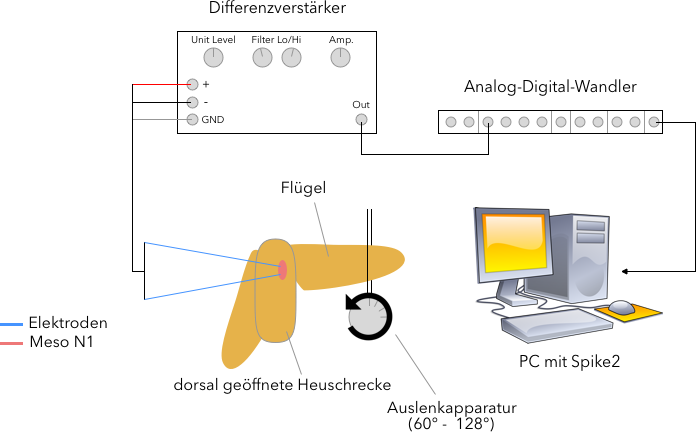 Differenzverstärker
Unit Level Filter Lo/Hi Amp.
+
-
GND
Out
Analog-Digital-Wandler
Flügel
Elektroden
Meso N1
PC mit Spike2
dorsal geöffnete Heuschrecke
Auslenkapparatur
(60° - 128°)